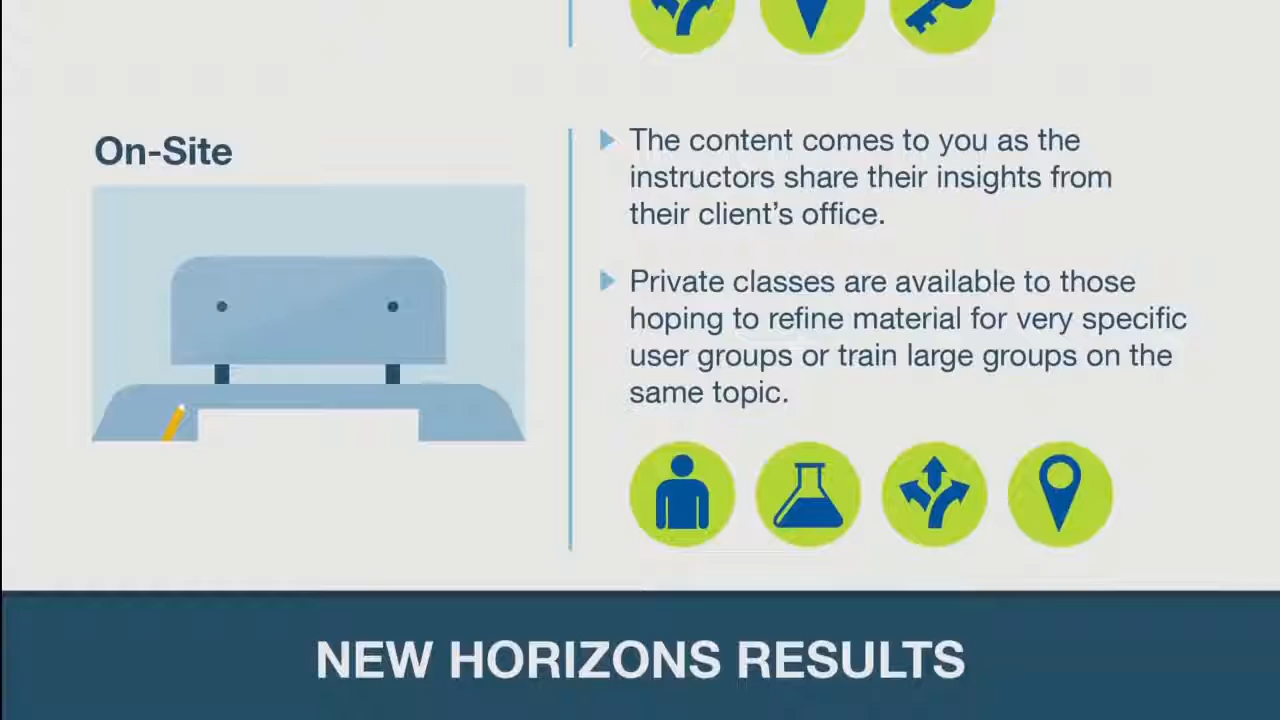 On-Site
The content comes to you as the
instructors share their insights from
their client’s office.
Private classes are available to those
hoping to refine material for very specific
user groups or train large groups on the
same topic.
NEW HORIZONS RESULTS